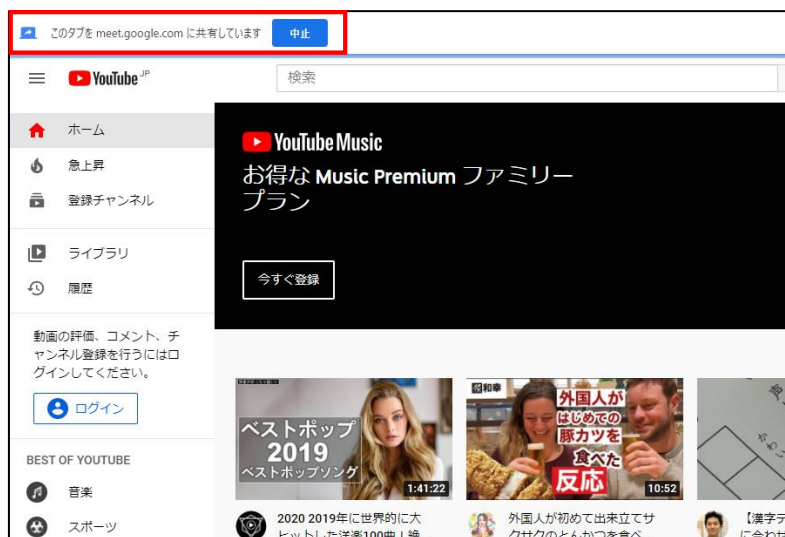 このタブを meet.google.com に共有しています 中止
YouTube JP
検索
ホーム
急上昇
登録チャンネル
ライブラリ
履歴
動画の評価、コメント、チ
ャンネル登録を行うにはロ
グインしてください。
ログイン
BEST OF YOUTUBE
音楽
スポーツ
YouTube Music
お得な Music Premium ファミリー
プラン
今すぐ登録
ベストポップ
2019
ベストポップソング
1:41:22
2020 2019年に世界的に大
ヒットした洋楽100曲
和幸
外国人が
はじめての
豚カツを
食べた
反応
10:52
外国人が初めて出来立てサ
クサクのとんかつを食べ
【漢字テ
に合わせ